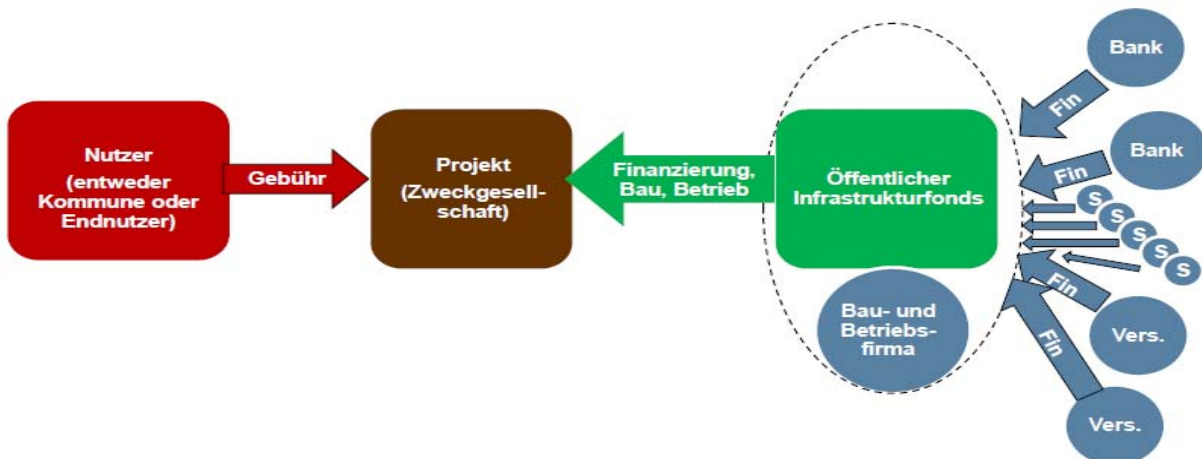 Nutzer
(entweder
Kommune oder
Endnutzer)
Gebühr
Projekt
(Zweckgesell-
schaft)
Finanzierung,
Bau, Betrieb
Öffentlicher
Infrastrukturfonds
Bau- und
Betriebs-
firma
Fin
Bank
Fin
Bank
S
S
S
S
S
Fin
Vers.
Fin
Vers.